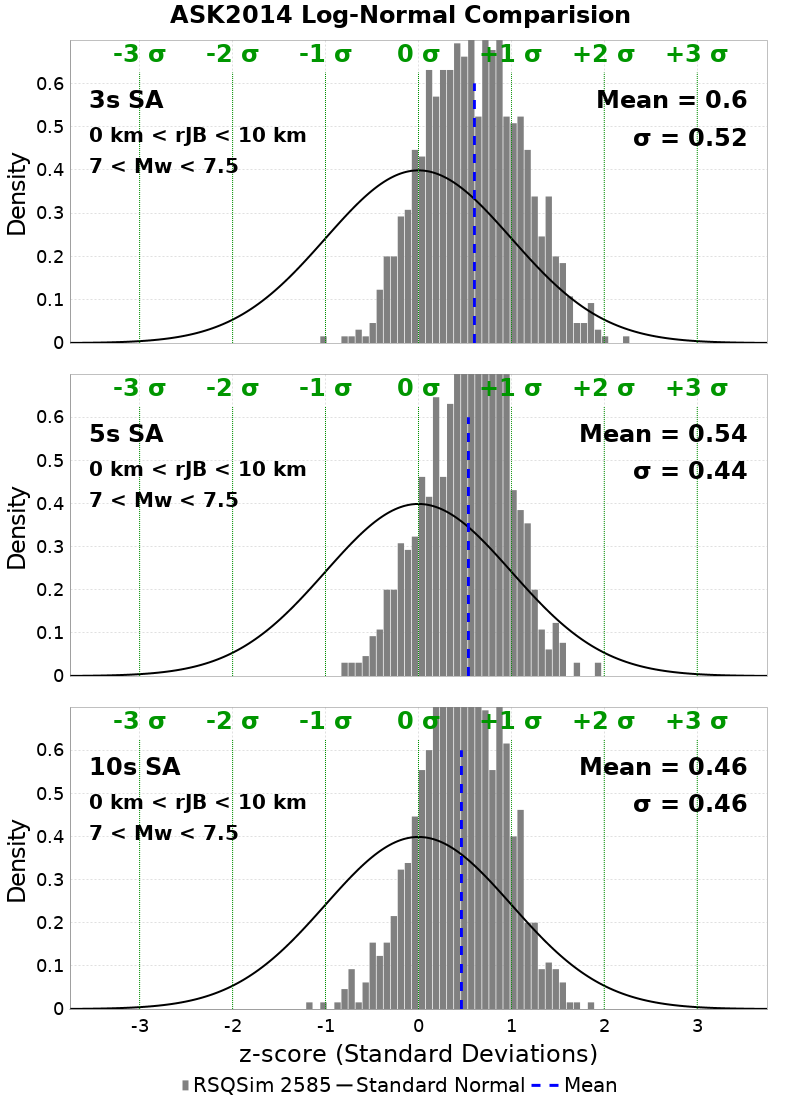 ASK2014 Log-Normal Comparision
-3 σ -2 σ -1 σ 0 σ +1 σ +2 σ +3 σ
3s SA
0 km < rJB < 10 km
7 < Mw < 7.5
Mean = 0.6
σ = 0.52
Density
0.6
0.5
0.4
0.3
0.2
0.1
0
-3 σ -2 σ -1 σ 0 σ +1 σ +2 σ +3 σ
5s SA
0 km < rJB < 10 km
7 < Mw < 7.5
Mean = 0.54
σ = 0.44
Density
0.6
0.5
0.4
0.3
0.2
0.1
0
-3 σ -2 σ -1 σ 0 σ +1 σ +2 σ +3 σ
10s SA
0 km < rJB < 10 km
7 < Mw < 7.5
Mean = 0.46
σ = 0.46
Density
0.6
0.5
0.4
0.3
0.2
0.1
0
-3 -2 -1 0 1 2 3
z-score (Standard Deviations)
RSQSim 2585 Standard Normal Mean